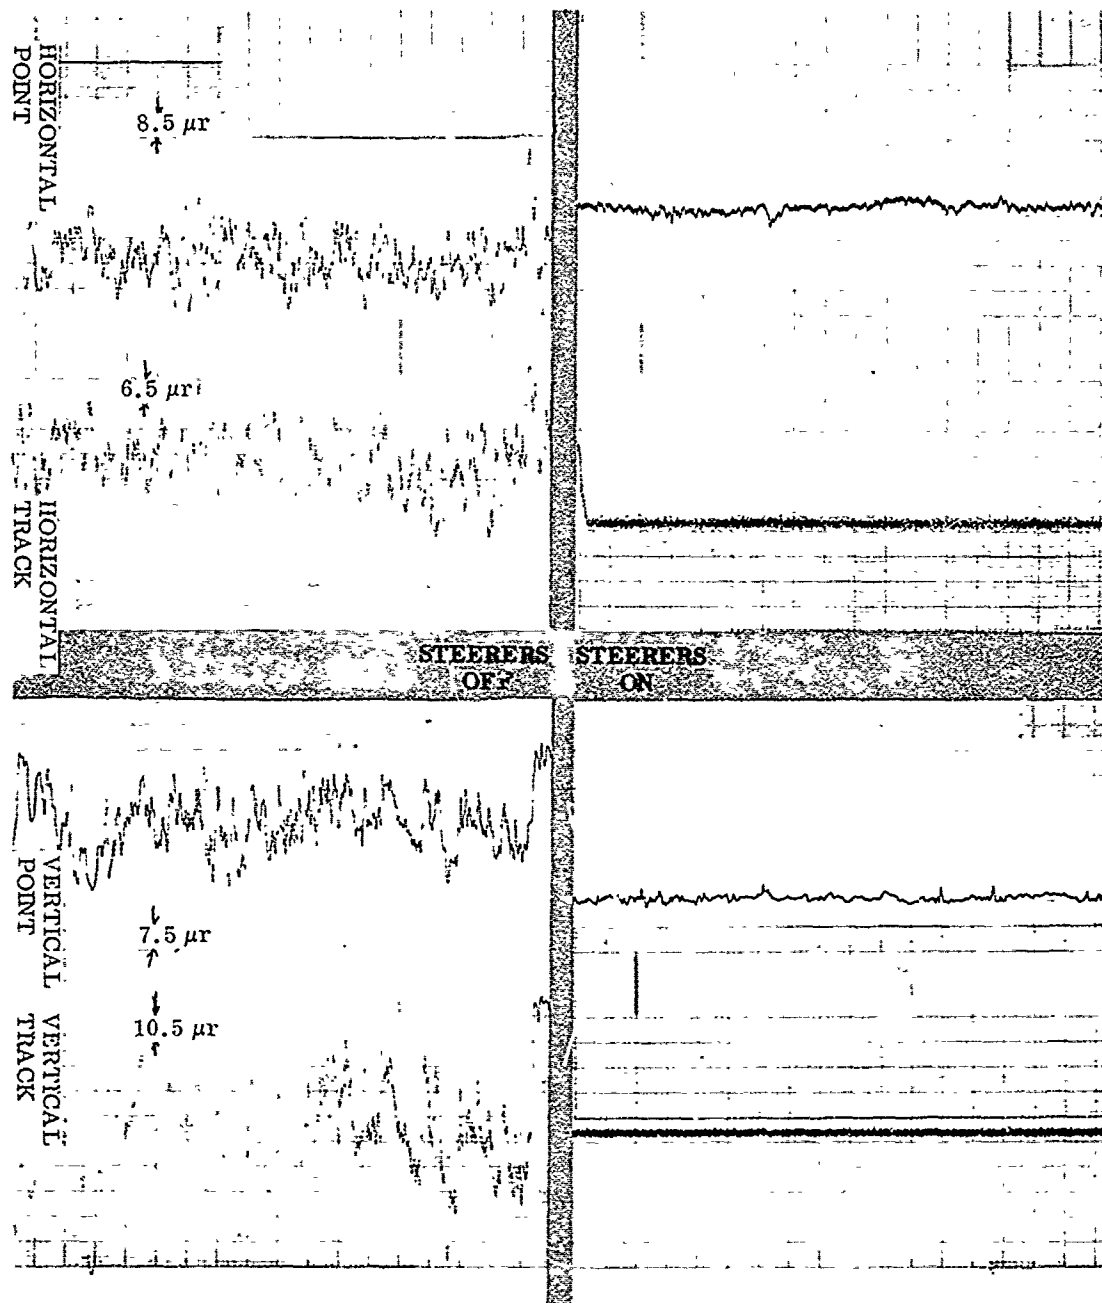 HORIZONTAL
POINT
8.5 μr
6.5 μr
HORIZONTAL
TRACK
STEERERS
OFF
STEERERS
ON
VERTICAL
POINT
7.5 μr
10.5 μr
VERTICAL
TRACK